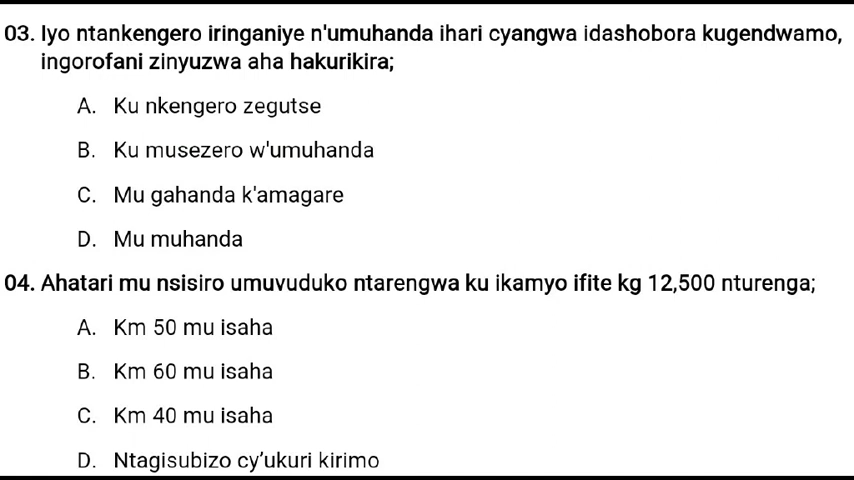 03. Iyo ntankengero iringaniye n'umuhanda ihari cyangwa idashobora kugendwamo,
ingorofani zinyuzwa aha hakurikira;
A. Ku nkengero zegutse
B. Ku musezero w'umuhanda
C. Mu gahanda k'amagare
D. Mu muhanda
04. Ahatari mu nsisiro umuvuduko ntarengwa ku ikamyo ifite kg 12,500 nturenga;
A. Km 50 mu isaha
B. Km 60 mu isaha
C. Km 40 mu isaha
D. Ntagisubizo cy’ukuri kirimo